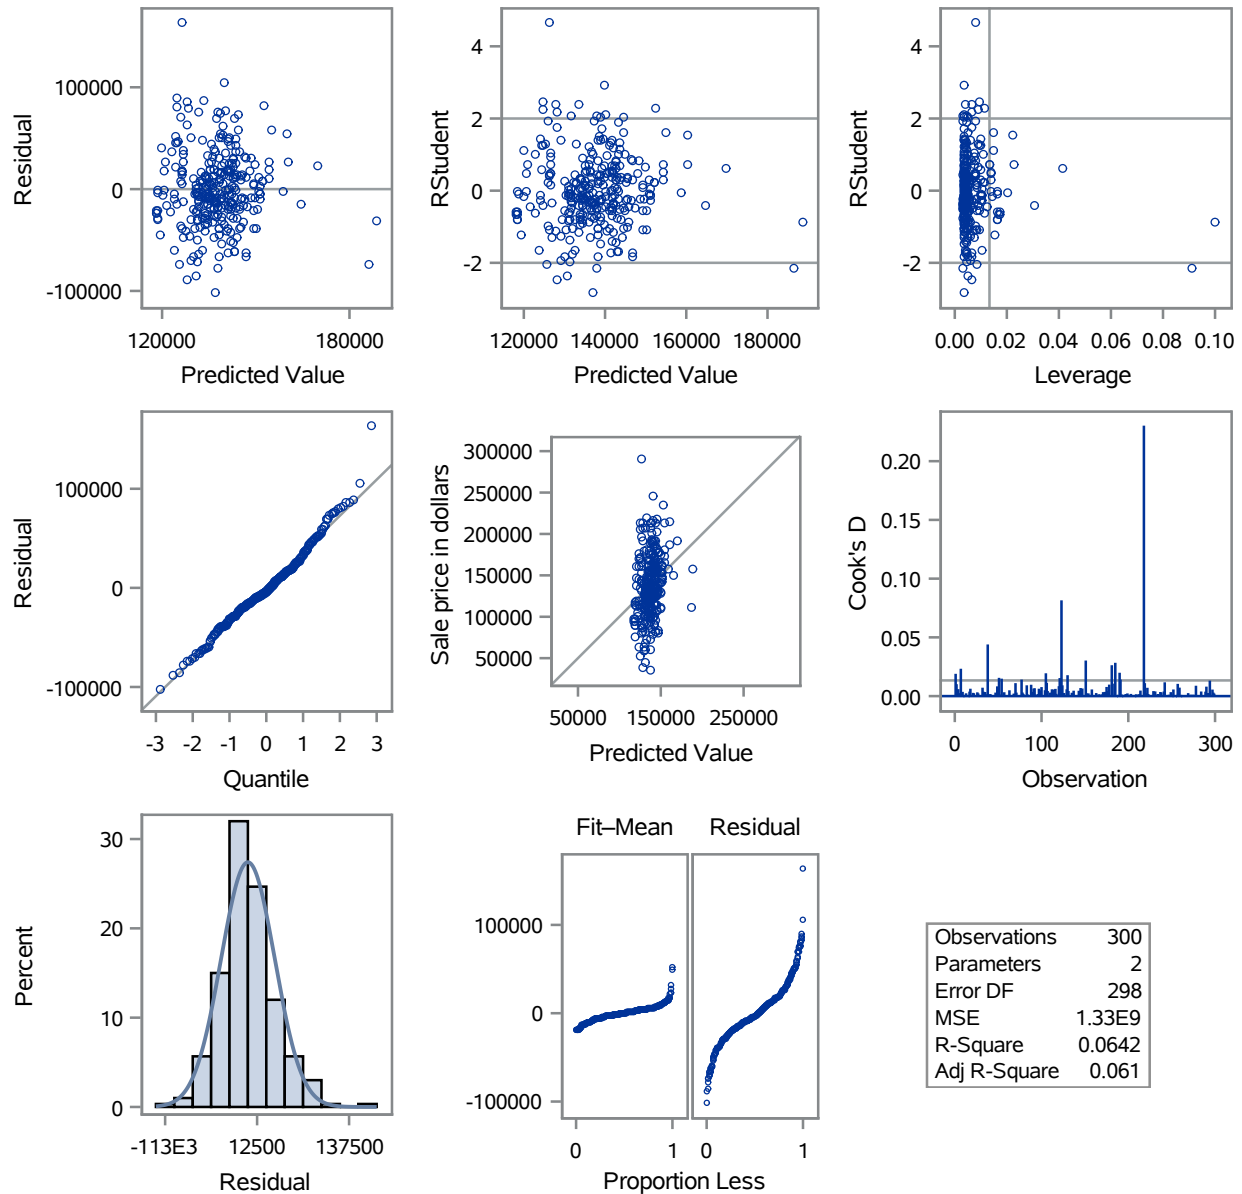 Residual
100000
0
-100000
120000 180000
Predicted Value
RStudent
4
2
0
-2
120000 140000 160000 180000
Predicted Value
RStudent
4
2
0
-2
0.00 0.02 0.04 0.06 0.08 0.10
Leverage
Residual
100000
0
-100000
-3 -2 -1 0 1 2 3
Quantile
Sale price in dollars
300000
250000
200000
150000
100000
50000
50000 150000 250000
Predicted Value
Cook's D
0.20
0.15
0.10
0.05
0.00
0 100 200 300
Observation
Percent
30
20
10
0
-113E3 12500 137500
Residual
Fit–Mean Residual
100000
0
-100000
0 1 0 1
Proportion Less
Observations 300
Parameters 2
Error DF 298
MSE 1.33E9
R-Square 0.0642
Adj R-Square 0.061